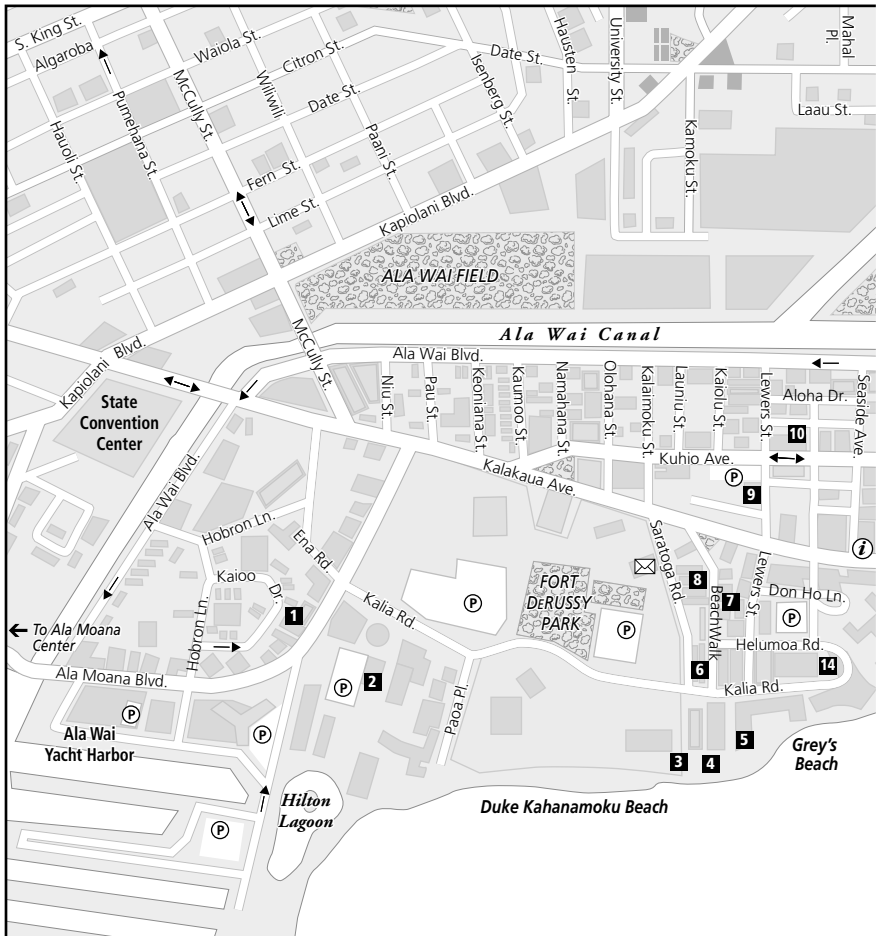 S. King St.
Algaroba
Waiola St.
Citron St.
Date St.
Hausten St.
University St.
Mahal Pl.
Laau St.
Kamoku St.
Isenberg St.
Hauoli St.
Pumehana St.
McCully St.
Wiliwili
Date St.
Paani St.
Fern St.
Lime St.
Kapiolani Blvd.
ALA WAI FIELD
Ala Wai Canal
McCully St.
Ala Wai Blvd.
Kapiolani Blvd.
State
Convention
Center
Niu St.
Pau St.
Keoniana St.
Kaumoo St.
Namahana St.
Olohana St.
Kalaimoku St.
Launiu St.
Kaiolu St.
Lewers St.
Aloha Dr.
Seaside Ave.
10
Kuhio Ave.
P
9
Kalakaua Ave.
Ala Wai Blvd.
Hobron Ln.
Ena Rd.
Kaioo
Dr.
Hobron Ln.
1
Kalia Rd.
P
FORT
DERUSSY
PARK
P
Saratoga Rd.
8
BeachWalk
7
Lewers St.
Don Ho Ln.
P
i
Helumoa Rd.
14
6
Kalia Rd.
To Ala Moana
Center
Ala Moana Blvd.
2
P
Paoa Pl.
P
P
Ala Wai
Yacht Harbor
5
3
4
Grey's
Beach
Hilton
Lagoon
P
Duke Kahanamoku Beach